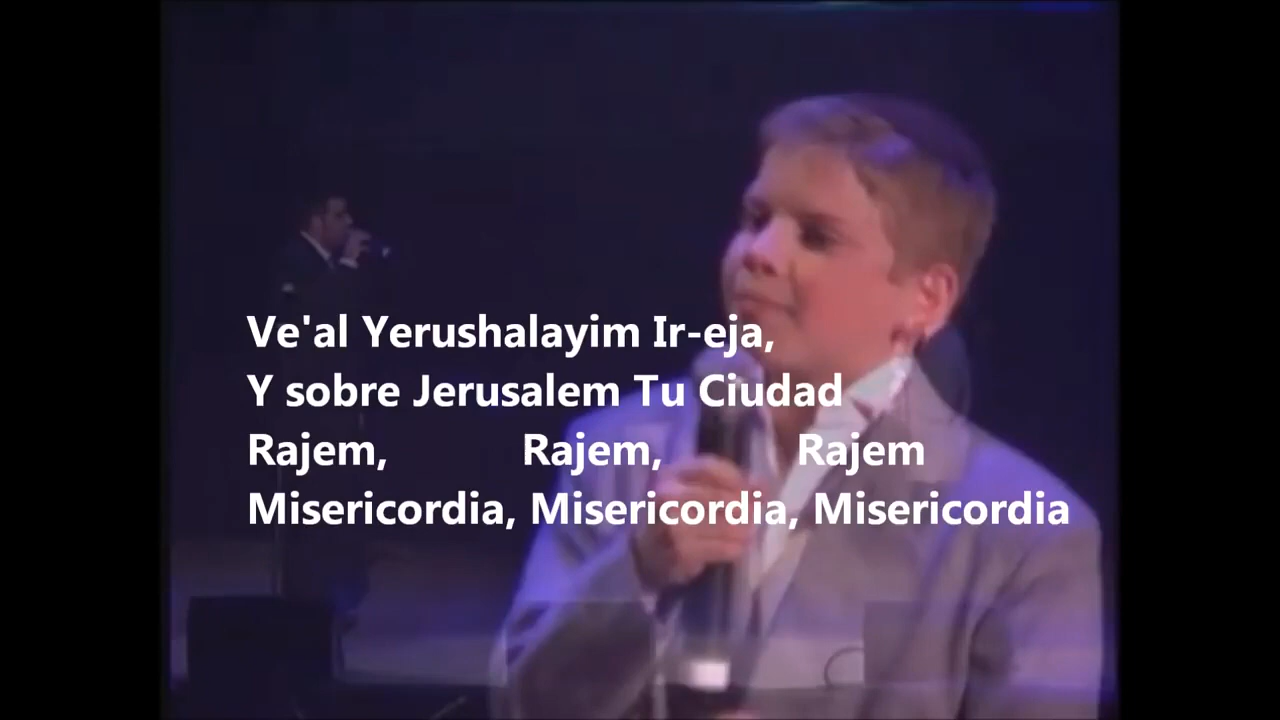 Ve'al Yerushalayim Ir-eja,
Y sobre Jerusalem Tu Ciudad
Rajem, Rajem, Rajem
Misericordia, Misericordia, Misericordia